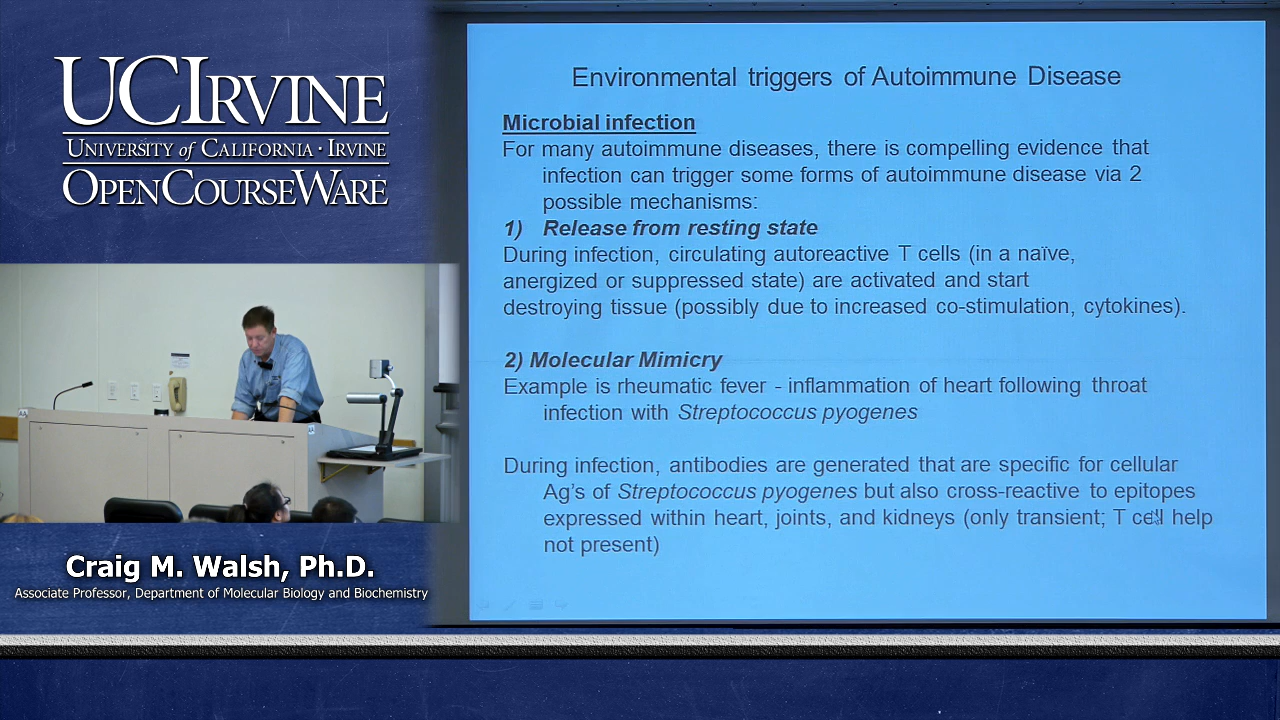 UCIRVINE
UNIVERSITY of CALIFORNIA · IRVINE
OPENCOURSEWARE
Craig M. Walsh, Ph.D.
Associate Professor, Department of Molecular Biology and Biochemistry
Environmental triggers of Autoimmune Disease
Microbial infection
For many autoimmune diseases, there is compelling evidence that
infection can trigger some forms of autoimmune disease via 2
possible mechanisms:
1) Release from resting state
During infection, circulating autoreactive T cells (in a naïve,
anergized or suppressed state) are activated and start
destroying tissue (possibly due to increased co-stimulation, cytokines).
2) Molecular Mimicry
Example is rheumatic fever - inflammation of heart following throat
infection with Streptococcus pyogenes
During infection, antibodies are generated that are specific for cellular
Ag's of Streptococcus pyogenes but also cross-reactive to epitopes
expressed within heart, joints, and kidneys (only transient; T cell help
not present)